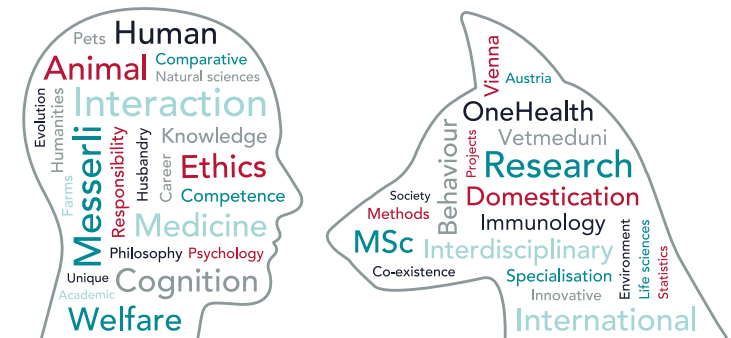 Pets
Human
Animal
Comparative
Natural sciences
Evolution
Humanities
Interaction
Messerli
Responsibility
Husbandry
Knowledge
Career
Ethics
Farms
Competence
Medicine
Philosophy
Psychology
Unique
Cognition
Academic
Welfare
Vienna
Austria
OneHealth
Behaviour
Projects
Vetmeduni
Research
Society
Domestication
Methods
Immunology
MSc
Interdisciplinary
Environment
Life sciences
Statistics
Co-existence
Specialisation
Innovative
International